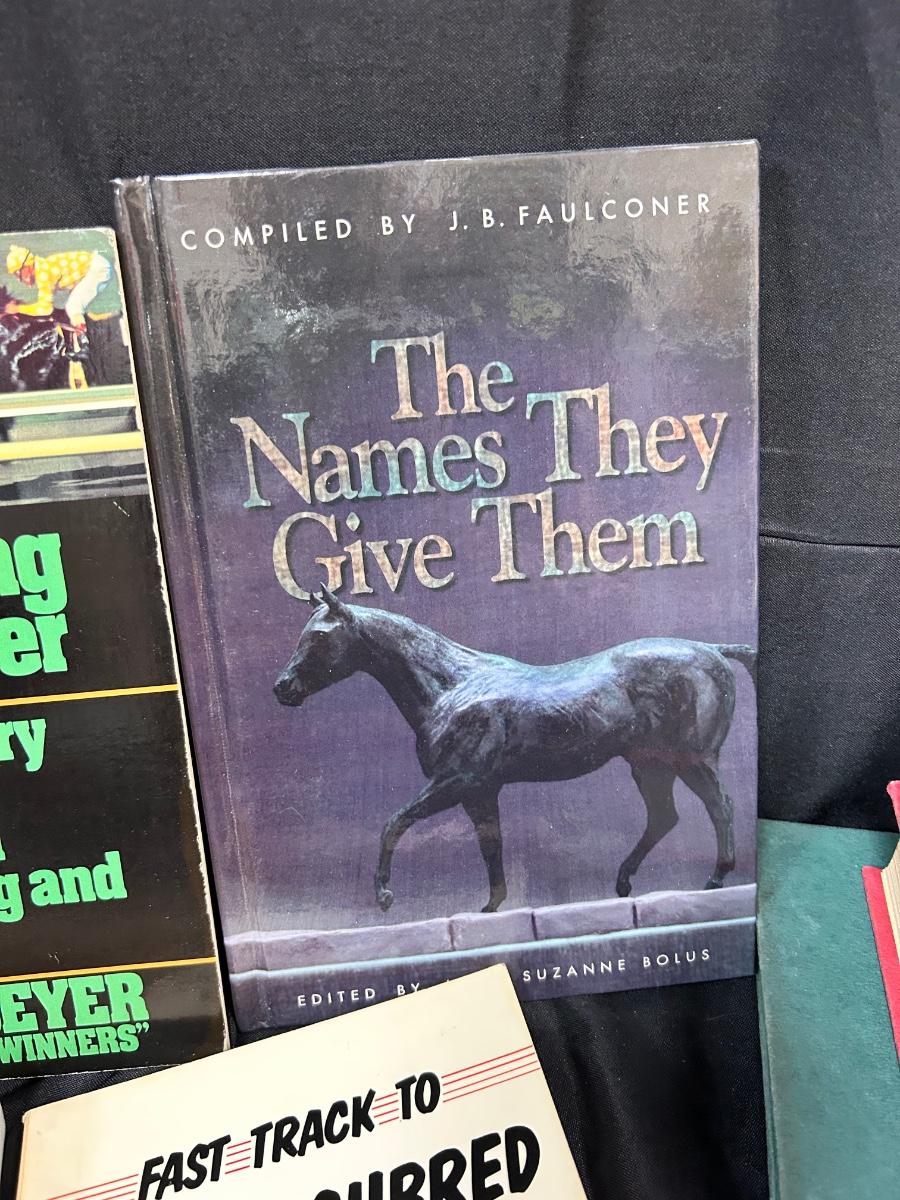 COMPILED BY J. B. FAULCONER
The
Names They
Give Them
EDITED BY SUZANNE BOLUS
ng
er
ry
g and
EYER
WINNERS”
FAST TRACK TO